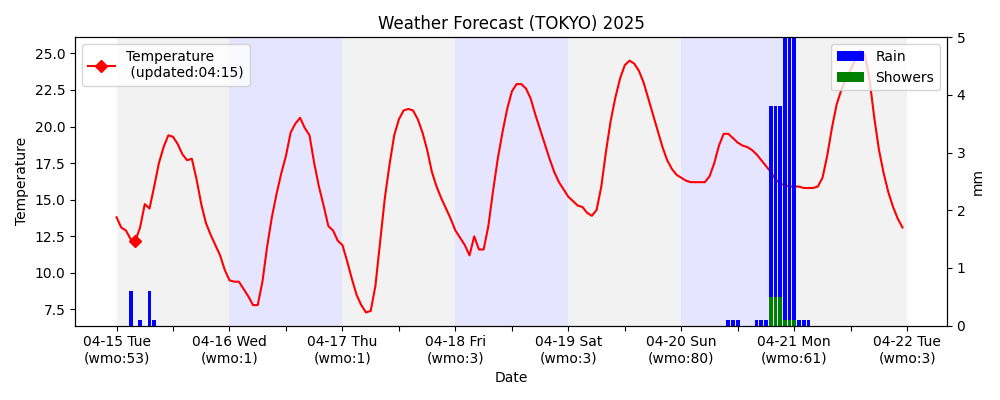 Weather Forecast (TOKYO) 2025
Temperature
(updated:04:15)
Rain
Showers
25.0
22.5
20.0
17.5
15.0
12.5
10.0
7.5
Temperature
5
4
3
2
1
0
mm
04-15 Tue
(wmo:53)
04-16 Wed
(wmo:1)
04-17 Thu
(wmo:1)
04-18 Fri
(wmo:3)
04-19 Sat
(wmo:3)
04-20 Sun
(wmo:80)
04-21 Mon
(wmo:61)
04-22 Tue
(wmo:3)
Date